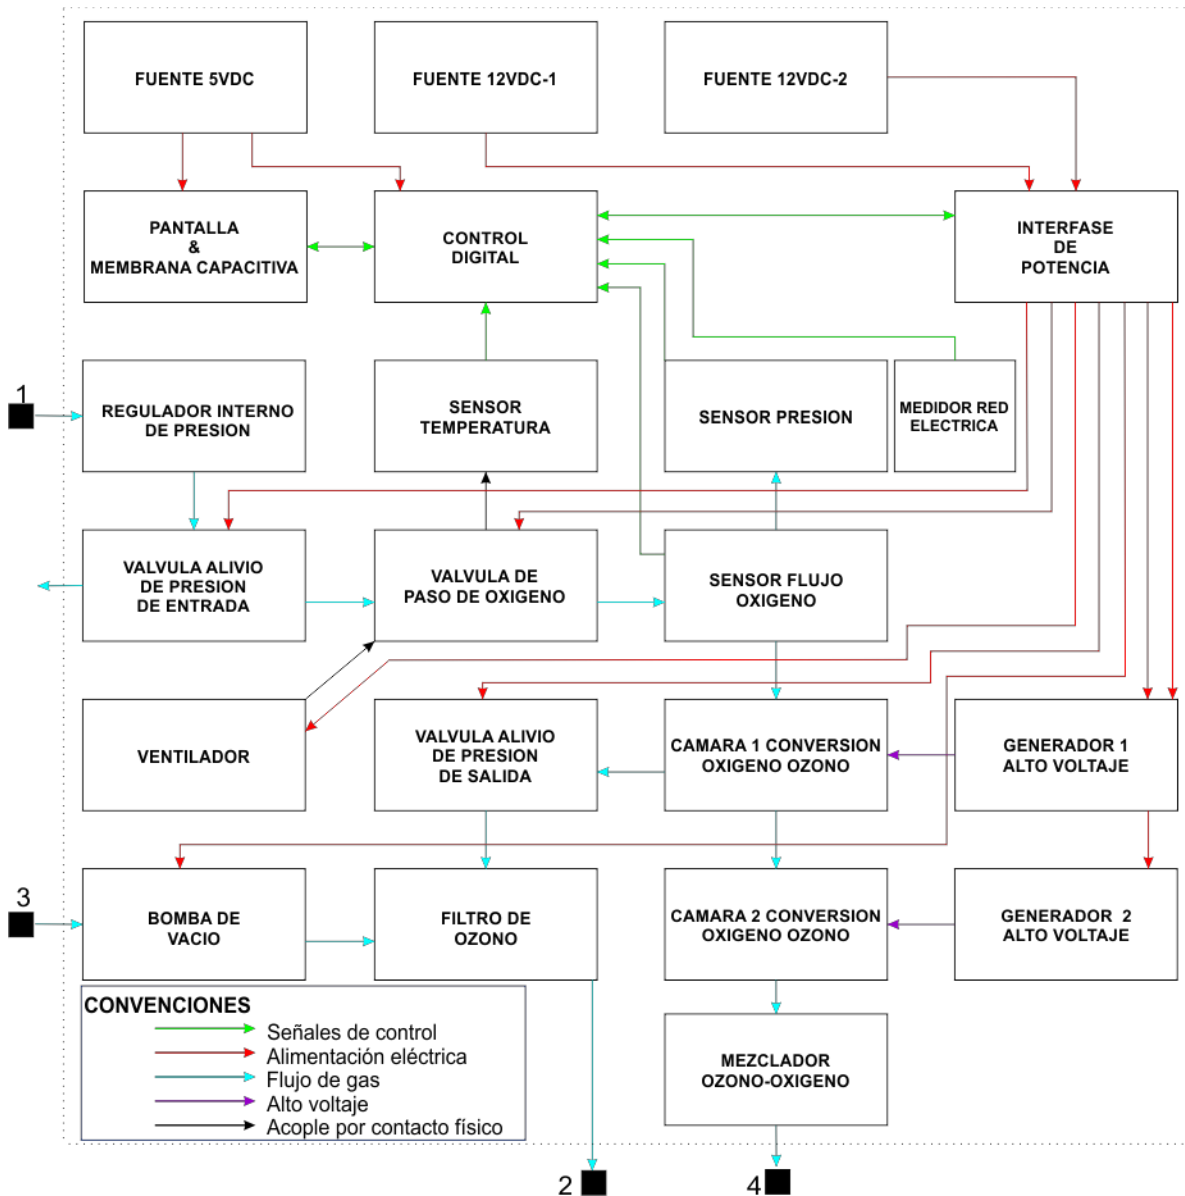 FUENTE 5VDC
FUENTE 12VDC-1
FUENTE 12VDC-2
PANTALLA
&
MEMBRANA CAPACITIVA
CONTROL
DIGITAL
INTERFASE
DE
POTENCIA
1
REGULADOR INTERNO
DE PRESION
SENSOR
TEMPERATURA
SENSOR PRESION
MEDIDOR RED
ELECTRICA
VALVULA ALIVIO
DE PRESION
DE ENTRADA
VALVULA DE
PASO DE OXIGENO
SENSOR FLUJO
OXIGENO
VENTILADOR
VALVULA ALIVIO
DE PRESION
DE SALIDA
CAMARA 1 CONVERSION
OXIGENO OZONO
GENERADOR 1
ALTO VOLTAJE
3
BOMBA DE
VACIO
FILTRO DE
OZONO
CAMARA 2 CONVERSION
OXIGENO OZONO
GENERADOR 2
ALTO VOLTAJE
CONVENCIONES
Señales de control
Alimentación eléctrica
Flujo de gas
Alto voltaje
Acople por contacto físico
MEZCLADOR
OZONO-OXIGENO
2
4